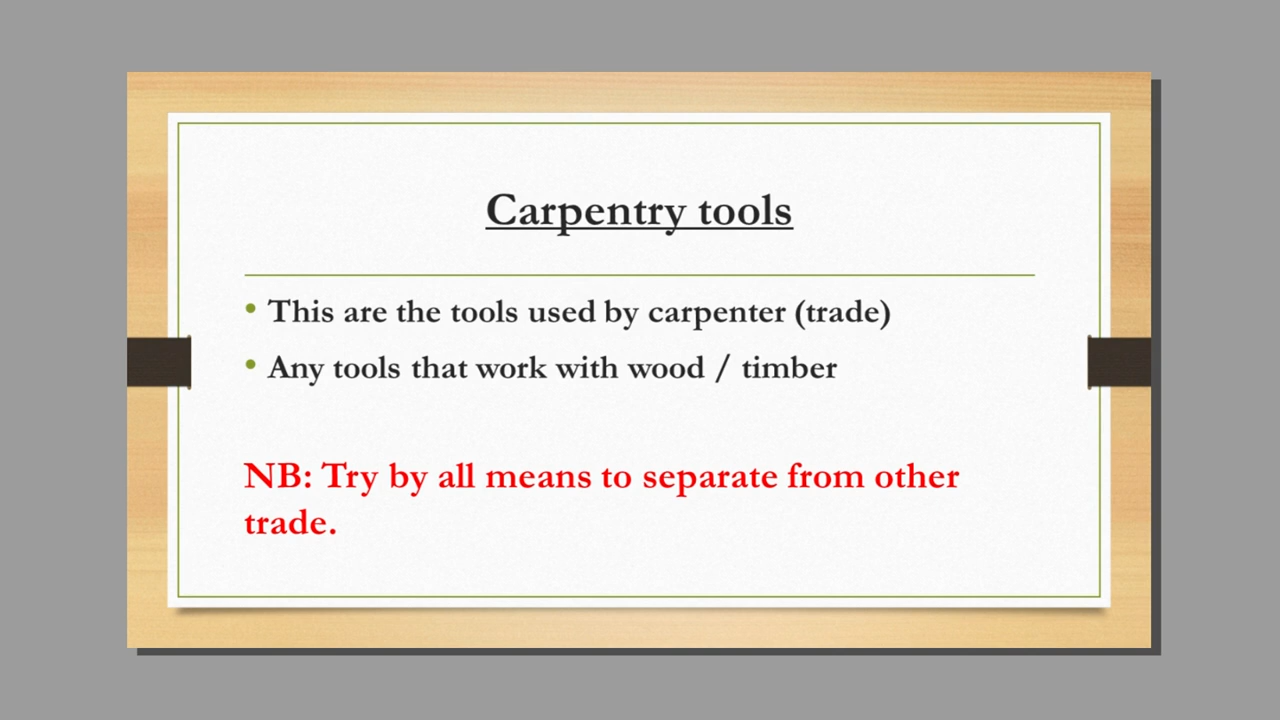 Carpentry tools
• This are the tools used by carpenter (trade)
• Any tools that work with wood / timber
NB: Try by all means to separate from other
trade.